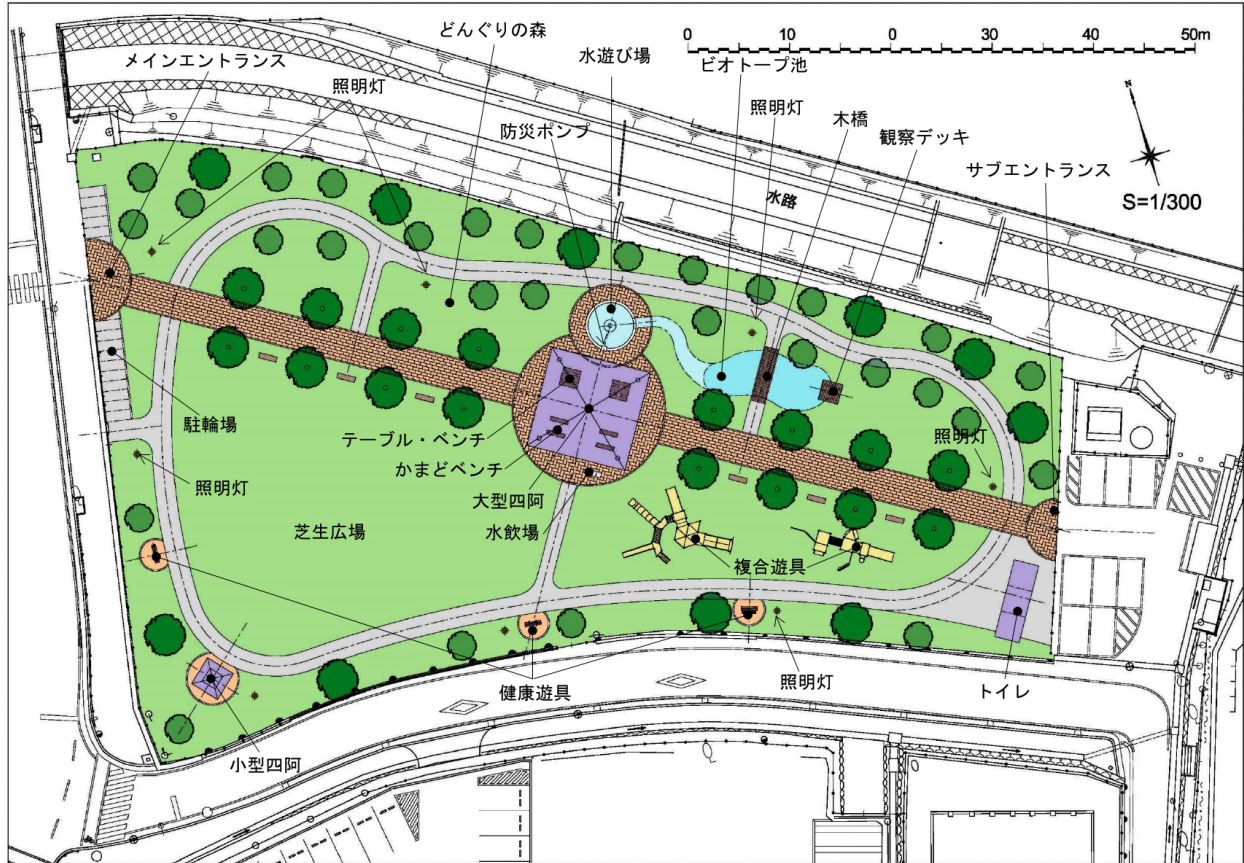 どんぐりの森
水遊び場
0 10 20 30 40 50m
メインエントランス
照明灯
ビオトープ池
照明灯
防災ポンプ
木橋
観察デッキ
N
サブエントランス
水路
S=1/300
駐輪場
テーブル・ベンチ
かまどベンチ
照明灯
照明灯
大型四阿
芝生広場
水飲場
複合遊具
健康遊具
照明灯
トイレ
小型四阿